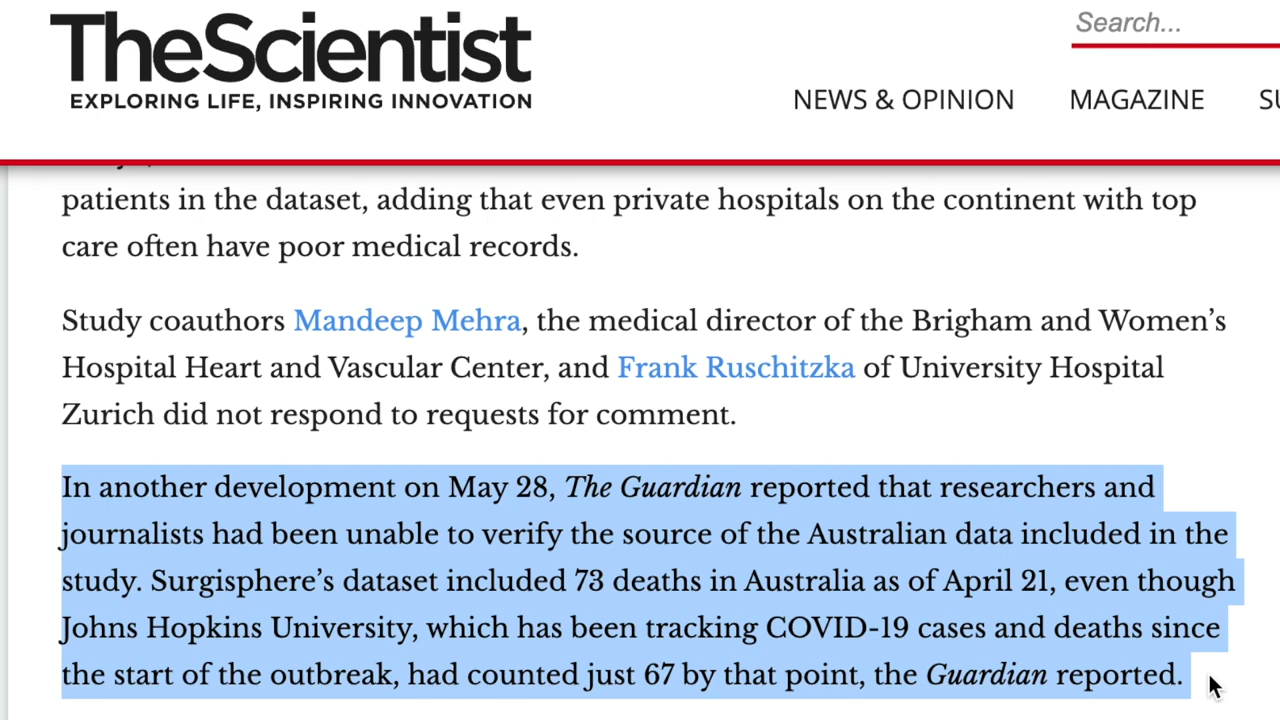 TheScientist
EXPLORING LIFE, INSPIRING INNOVATION
Search...
NEWS & OPINION
MAGAZINE
patients in the dataset, adding that even private hospitals on the continent with top
care often have poor medical records.
Study coauthors Mandeep Mehra, the medical director of the Brigham and Women’s
Hospital Heart and Vascular Center, and Frank Ruschitzka of University Hospital
Zurich did not respond to requests for comment.
In another development on May 28, The Guardian reported that researchers and
journalists had been unable to verify the source of the Australian data included in the
study. Surgisphere’s dataset included 73 deaths in Australia as of April 21, even though
Johns Hopkins University, which has been tracking COVID-19 cases and deaths since
the start of the outbreak, had counted just 67 by that point, the Guardian reported.